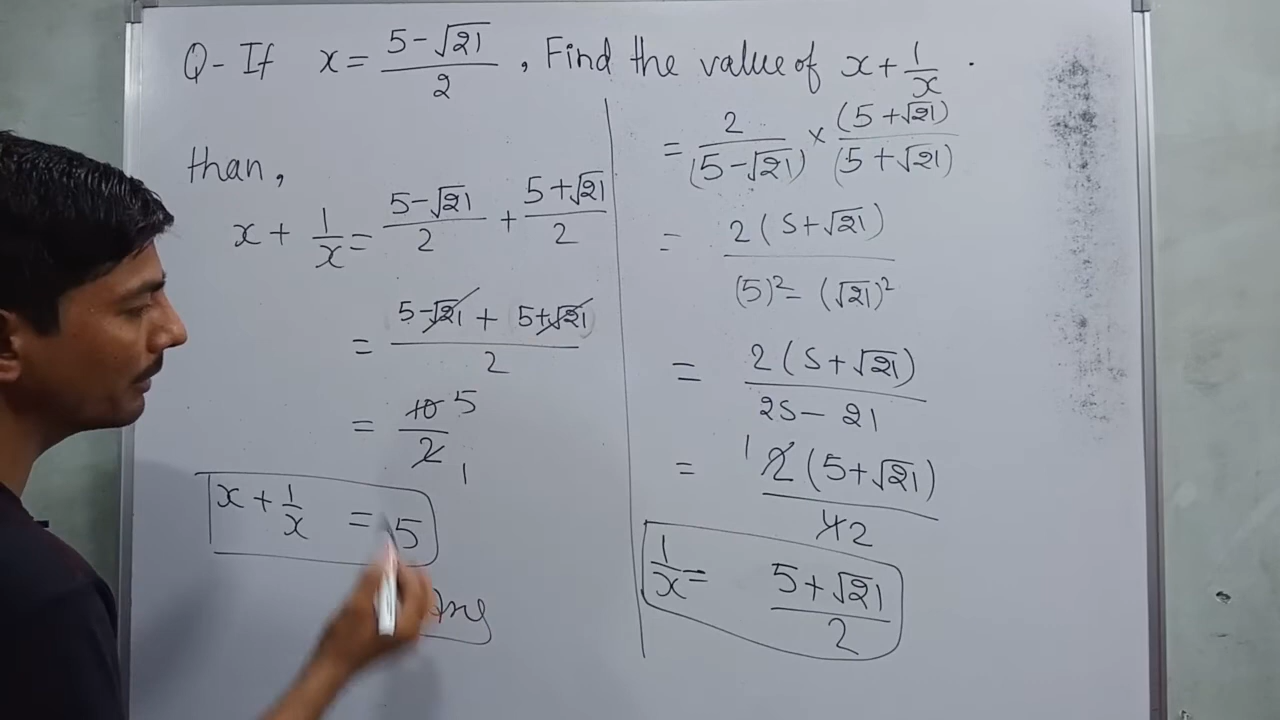 Q- If x = (5-√21)/2 , Find the value of x + 1/x .
than,
x + 1/x = (5-√21)/2 + (5+√21)/2
= (5-√21 + 5+√21)/2
= 10/2 5 1
x + 1/x = 5
Ans
= 2/(5-√21) × (5+√21)/(5+√21)
= 2(5+√21)/((5)² - (√21)²)
= 2(5+√21)/(25 - 21)
= 1 2(5+√21)/4 2
1/x = (5+√21)/2